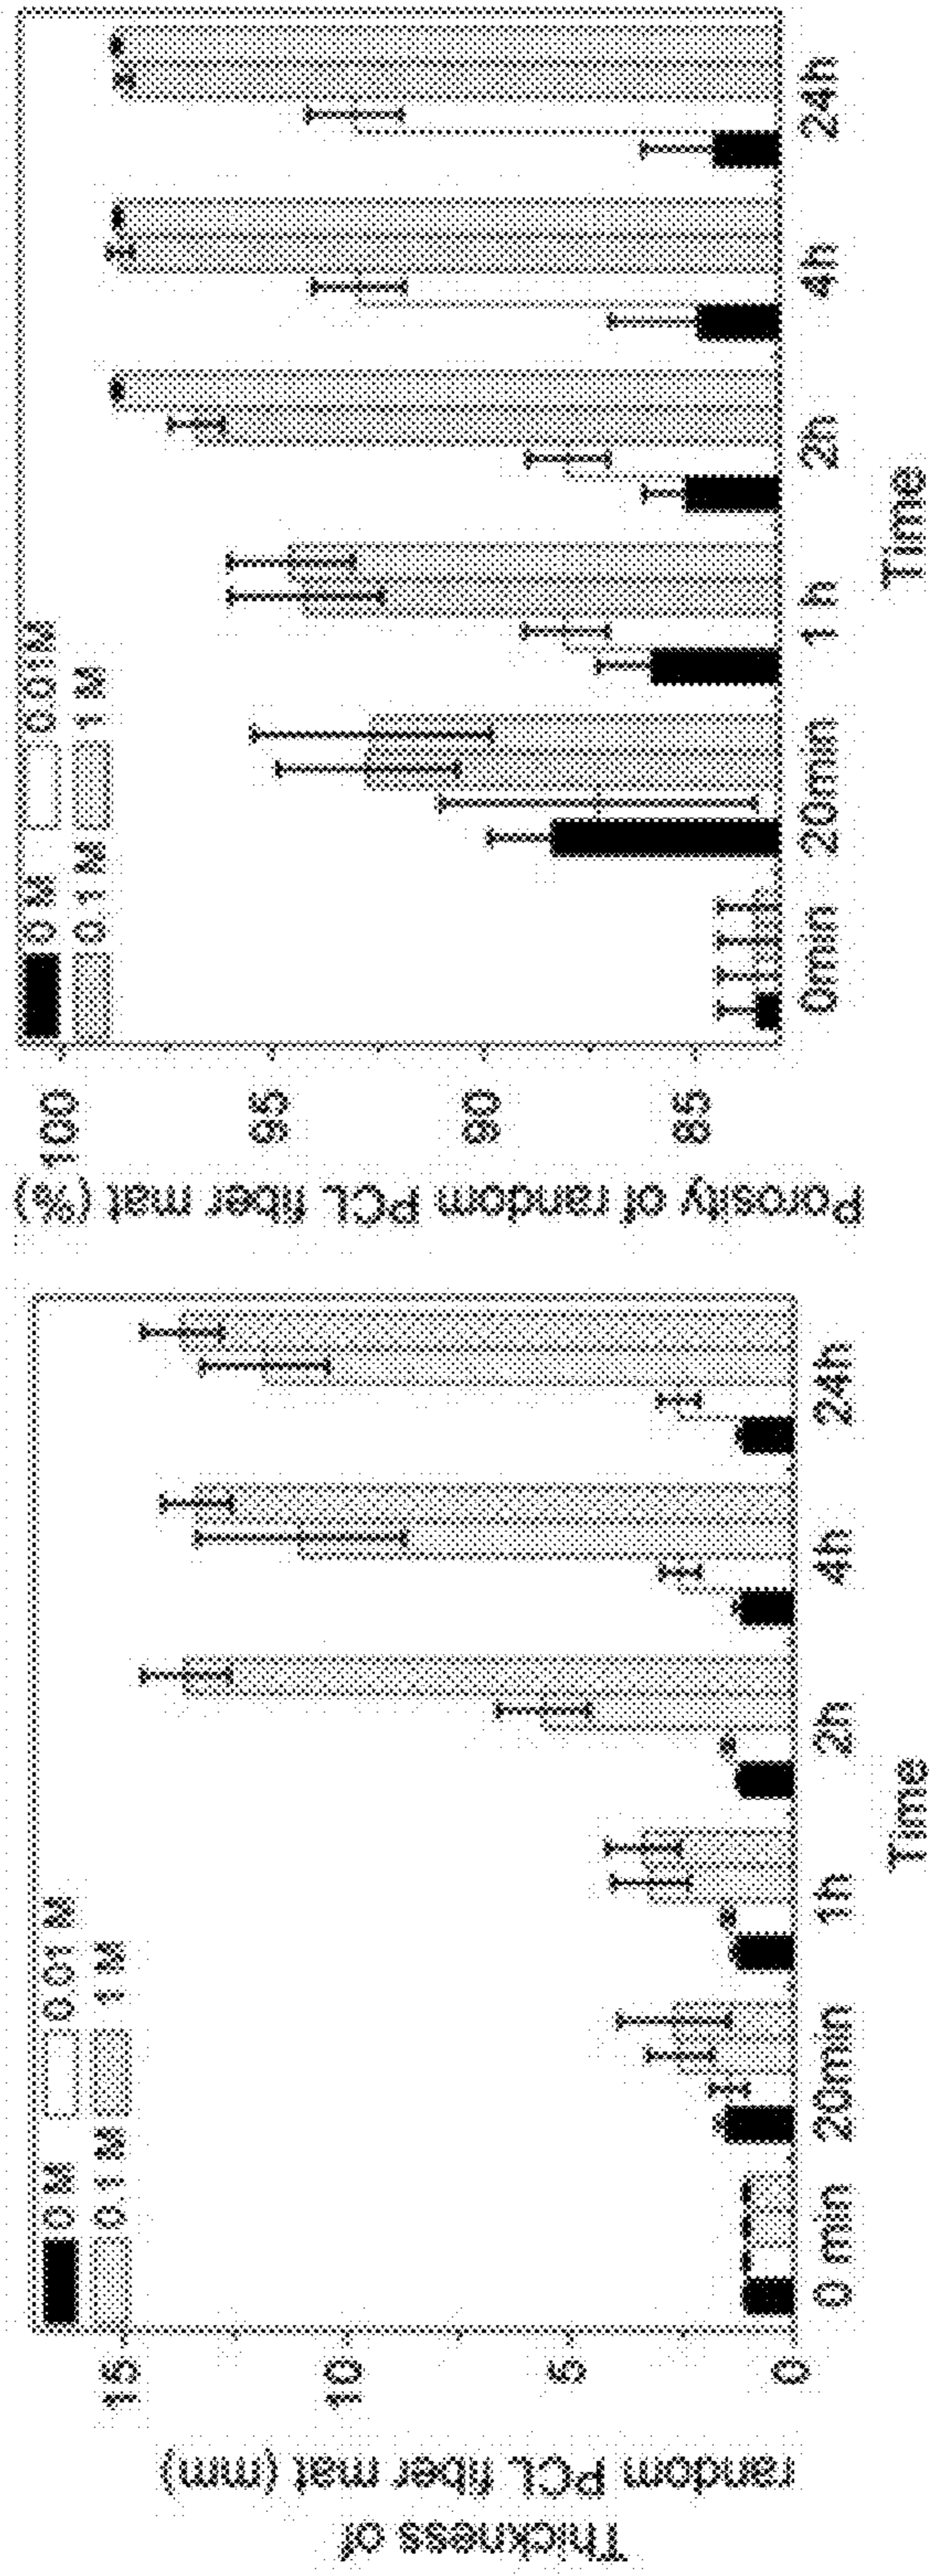 Thickness of
random PCL fiber mat (mm)
15
10
5
0
0 M
0.01 M
0.1 M
1 M
0 min
20min
1h
2h
4h
24h
Time
Porosity of random PCL fiber mat (%)
100
95
90
85
0 M
0.01 M
0.1 M
1 M
0min
20min
1 h
2h
4h
24h
Time